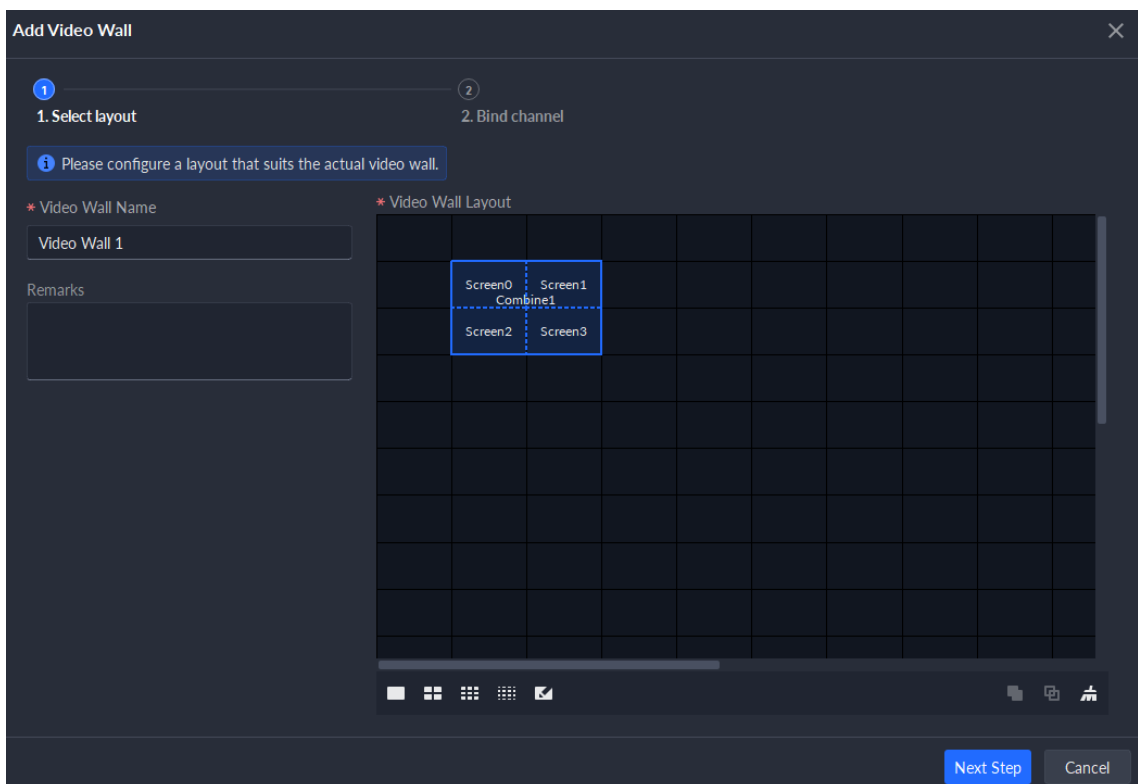 Add Video Wall
1
2
1. Select layout
2. Bind channel
Please configure a layout that suits the actual video wall.
* Video Wall Name
Video Wall 1
Remarks
* Video Wall Layout
Screen0
Screen1
Combine1
Screen2
Screen3
Next Step
Cancel